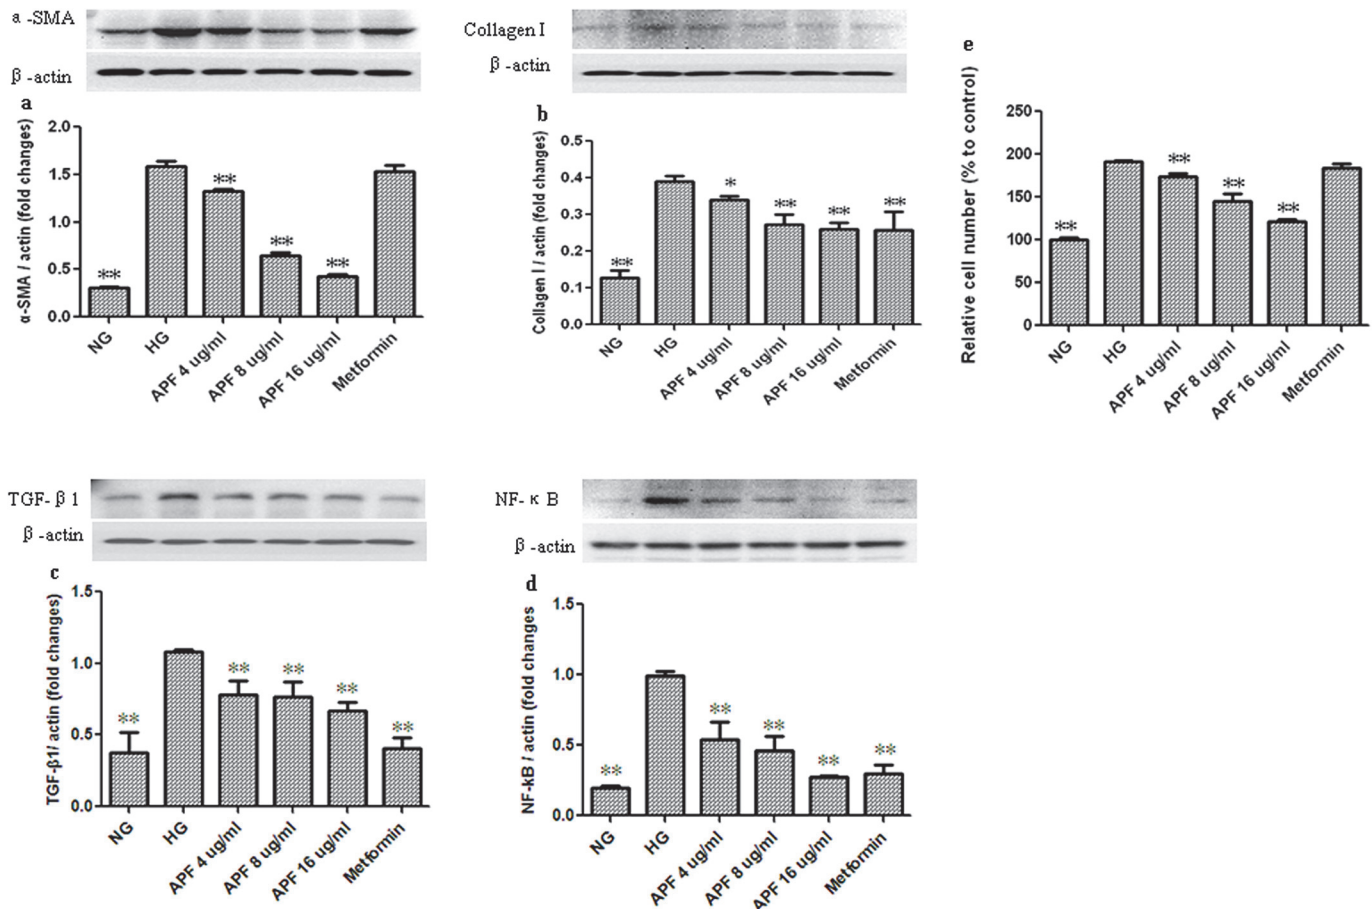 α-SMA
β-actin
a
α-SMA / actin (fold changes)
2.0
1.5
1.0
0.5
0.0
**
**
**
**
NG
HG
APF 4 ug/ml
APF 8 ug/ml
APF 16 ug/ml
Metformin
Collagen I
β-actin
b
Collagen I / actin (fold changes)
0.5
0.4
0.3
0.2
0.1
0.0
**
*
**
**
**
NG
HG
APF 4 ug/ml
APF 8 ug/ml
APF 16 ug/ml
Metformin
e
Relative cell number (% to control)
250
200
150
100
50
0
**
**
**
**
NG
HG
APF 4 ug/ml
APF 8 ug/ml
APF 16 ug/ml
Metformin
TGF-β1
β-actin
c
TGF-β1/ actin (fold changes)
1.5
1.0
0.5
0.0
**
**
**
**
**
NG
HG
APF 4 ug/ml
APF 8 ug/ml
APF 16 ug/ml
Metformin
NF-κB
β-actin
d
NF-kB / actin (fold changes
1.5
1.0
0.5
0.0
**
**
**
**
**
NG
HG
APF 4 ug/ml
APF 8 ug/ml
APF 16 ug/ml
Metformin